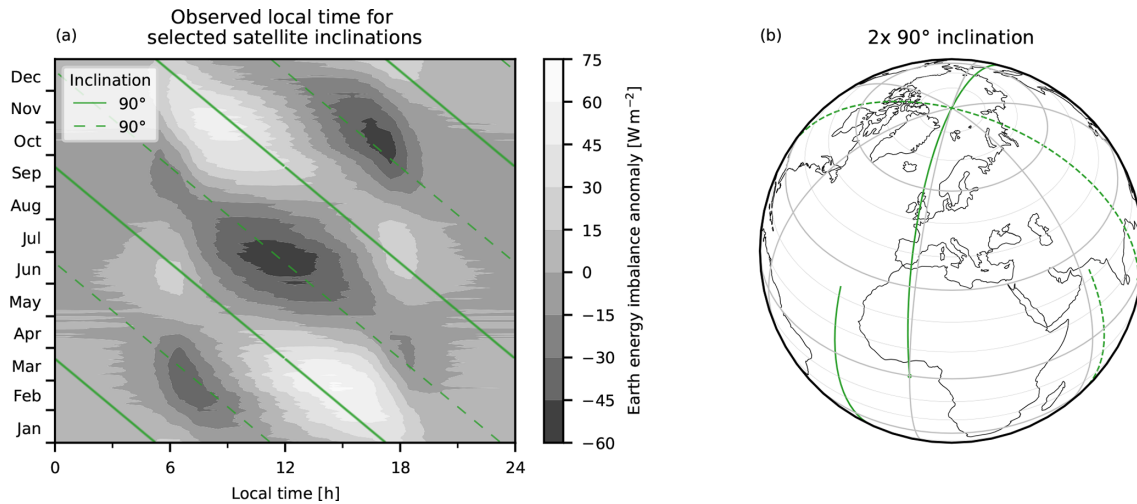 Observed local time for
selected satellite inclinations
(a)
Inclination
90°
90°
Dec
Nov
Oct
Sep
Aug
Jul
Jun
May
Apr
Mar
Feb
Jan
0
6
12
18
24
Local time [h]
75
60
45
30
15
0
−15
−30
−45
−60
Earth energy imbalance anomaly [W m−2]
(b)
2x 90° inclination